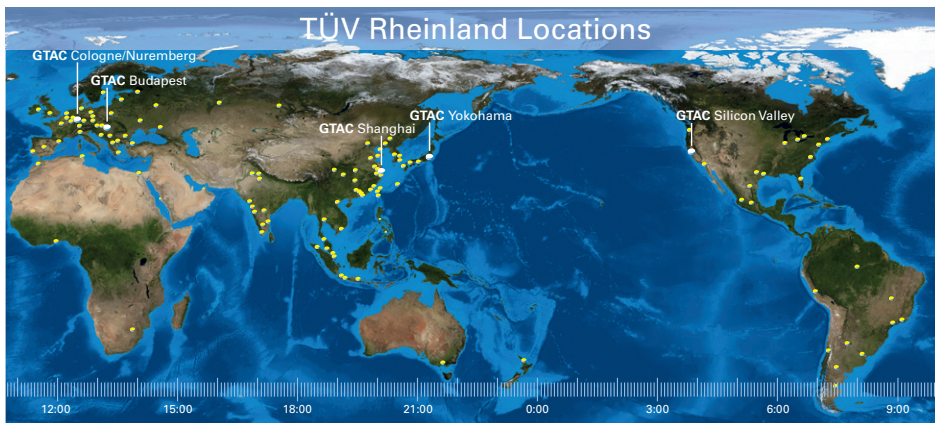 TÜV Rheinland Locations
GTAC Cologne/Nuremberg
GTAC Budapest
GTAC Shanghai
GTAC Yokohama
GTAC Silicon Valley
12:00
15:00
18:00
21:00
0:00
3:00
6:00
9:00